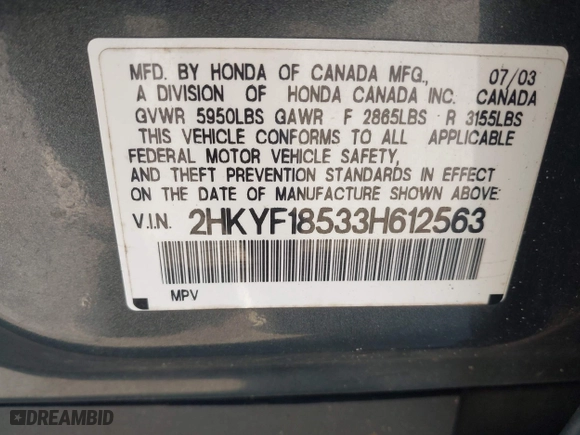 MFD. BY HONDA OF CANADA MFG., 07/03
A DIVISION OF HONDA CANADA INC. CANADA
GVWR 5950LBS GAWR F 2865LBS R 3155LBS
THIS VEHICLE CONFORMS TO ALL APPLICABLE
FEDERAL MOTOR VEHICLE SAFETY,
AND THEFT PREVENTION STANDARDS IN EFFECT
ON THE DATE OF MANUFACTURE SHOWN ABOVE.
V.I.N. 2HKYF18533H612563
MPV
DREAMBID